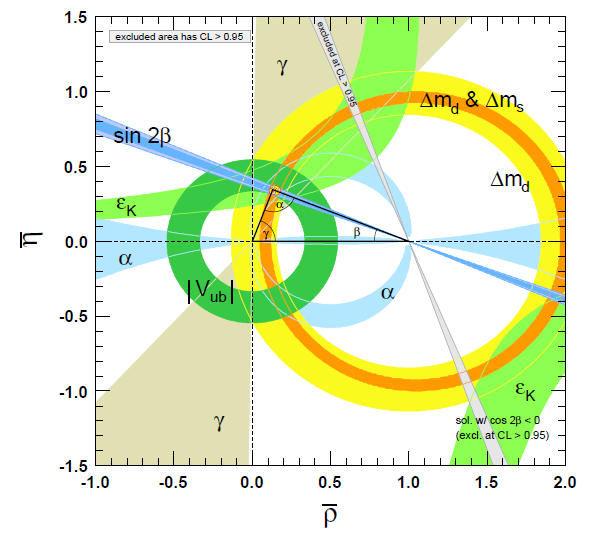 excluded area has CL > 0.95
excluded at CL > 0.95
γ
Δm_d & Δm_s
sin 2β
Δm_d
ε_K
α
γ
β
α
α
|V_ub|
ε_K
sol. w/ cos 2β < 0
(excl. at CL > 0.95)
γ
1.5
1.0
0.5
0.0
-0.5
-1.0
-1.5
η̅
-1.0 -0.5 0.0 0.5 1.0 1.5 2.0
ρ̅